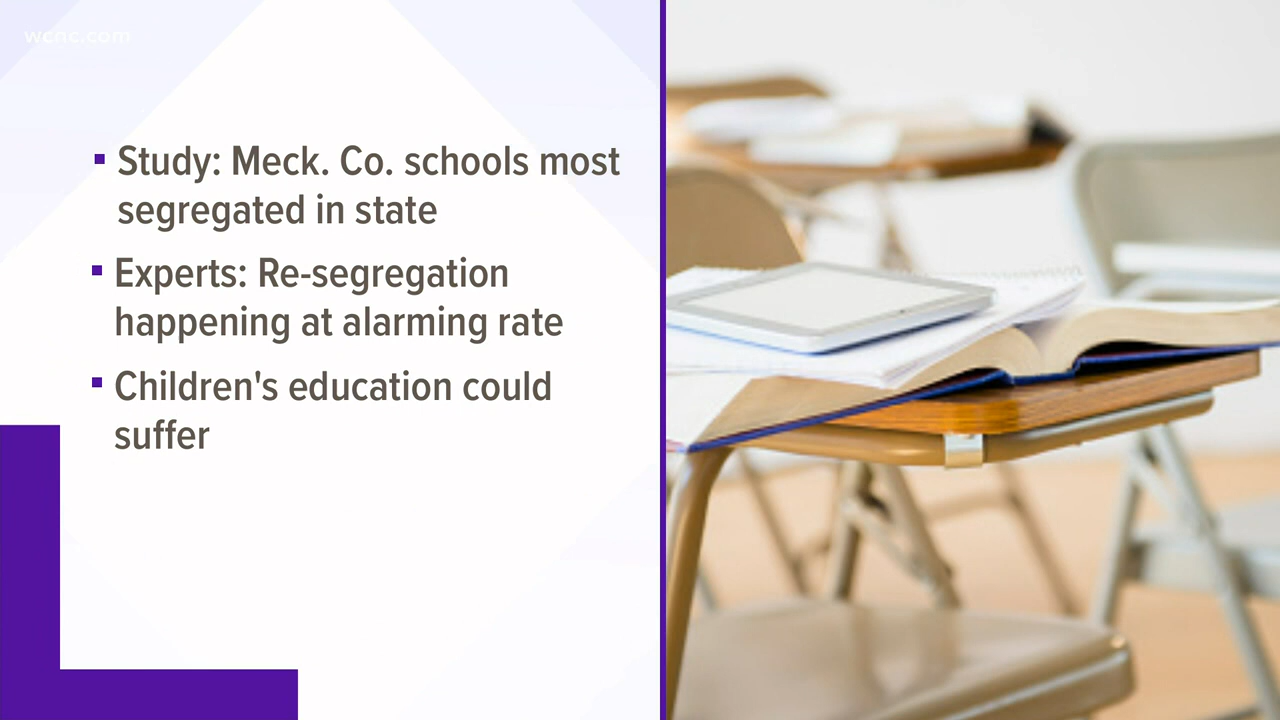 wcnc.com
Study: Meck. Co. schools most
segregated in state
Experts: Re-segregation
happening at alarming rate
Children's education could
suffer